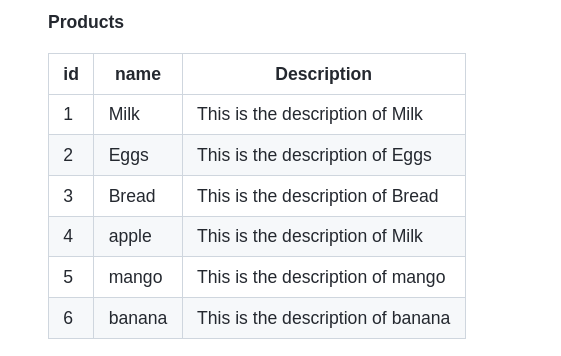 Products
id name Description
1 Milk This is the description of Milk
2 Eggs This is the description of Eggs
3 Bread This is the description of Bread
4 apple This is the description of Milk
5 mango This is the description of mango
6 banana This is the description of banana